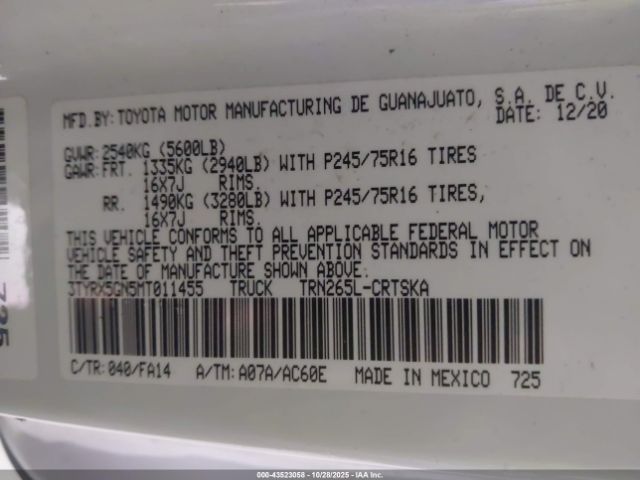 MFD.BY:TOYOTA MOTOR MANUFACTURING DE GUANAJUATO, S.A. DE C.V.
DATE: 12/20
GVWR:2540KG (5600LB)
GAWR:FRT. 1335KG (2940LB) WITH P245/75R16 TIRES
16X7J RIMS.
RR. 1490KG (3280LB) WITH P245/75R16 TIRES,
16X7J RIMS.
THIS VEHICLE CONFORMS TO ALL APPLICABLE FEDERAL MOTOR
VEHICLE SAFETY AND THEFT PREVENTION STANDARDS IN EFFECT ON
THE DATE OF MANUFACTURE SHOWN ABOVE.
3TYRX5GN5MT011455 TRUCK TRN265L-CRTSKA
C/TR:040/FA14 A/TM:A07A/AC60E MADE IN MEXICO 725
725
000-43523058 | 10/28/2025 | IAA, Inc.